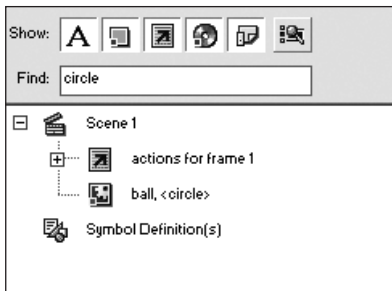 Show: A
Find: circle
Scene 1
actions for frame 1
ball, <circle>
Symbol Definition(s)